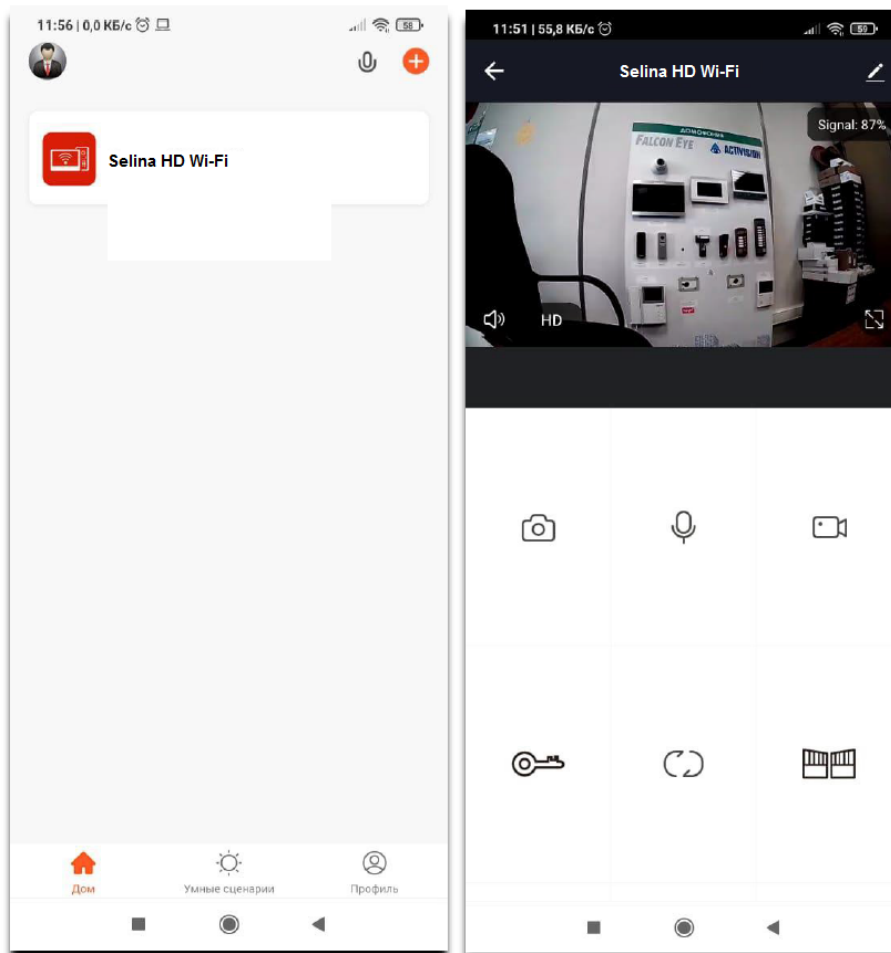 11:56 | 0,0 КБ/с
58
Selina HD Wi-Fi
Дом
Умные сценарии
Профиль
11:51 | 55,8 КБ/с
59
Selina HD Wi-Fi
Signal: 87%
ДОМОФОНИЯ
FALCON EYE
ACTIVISION
HD